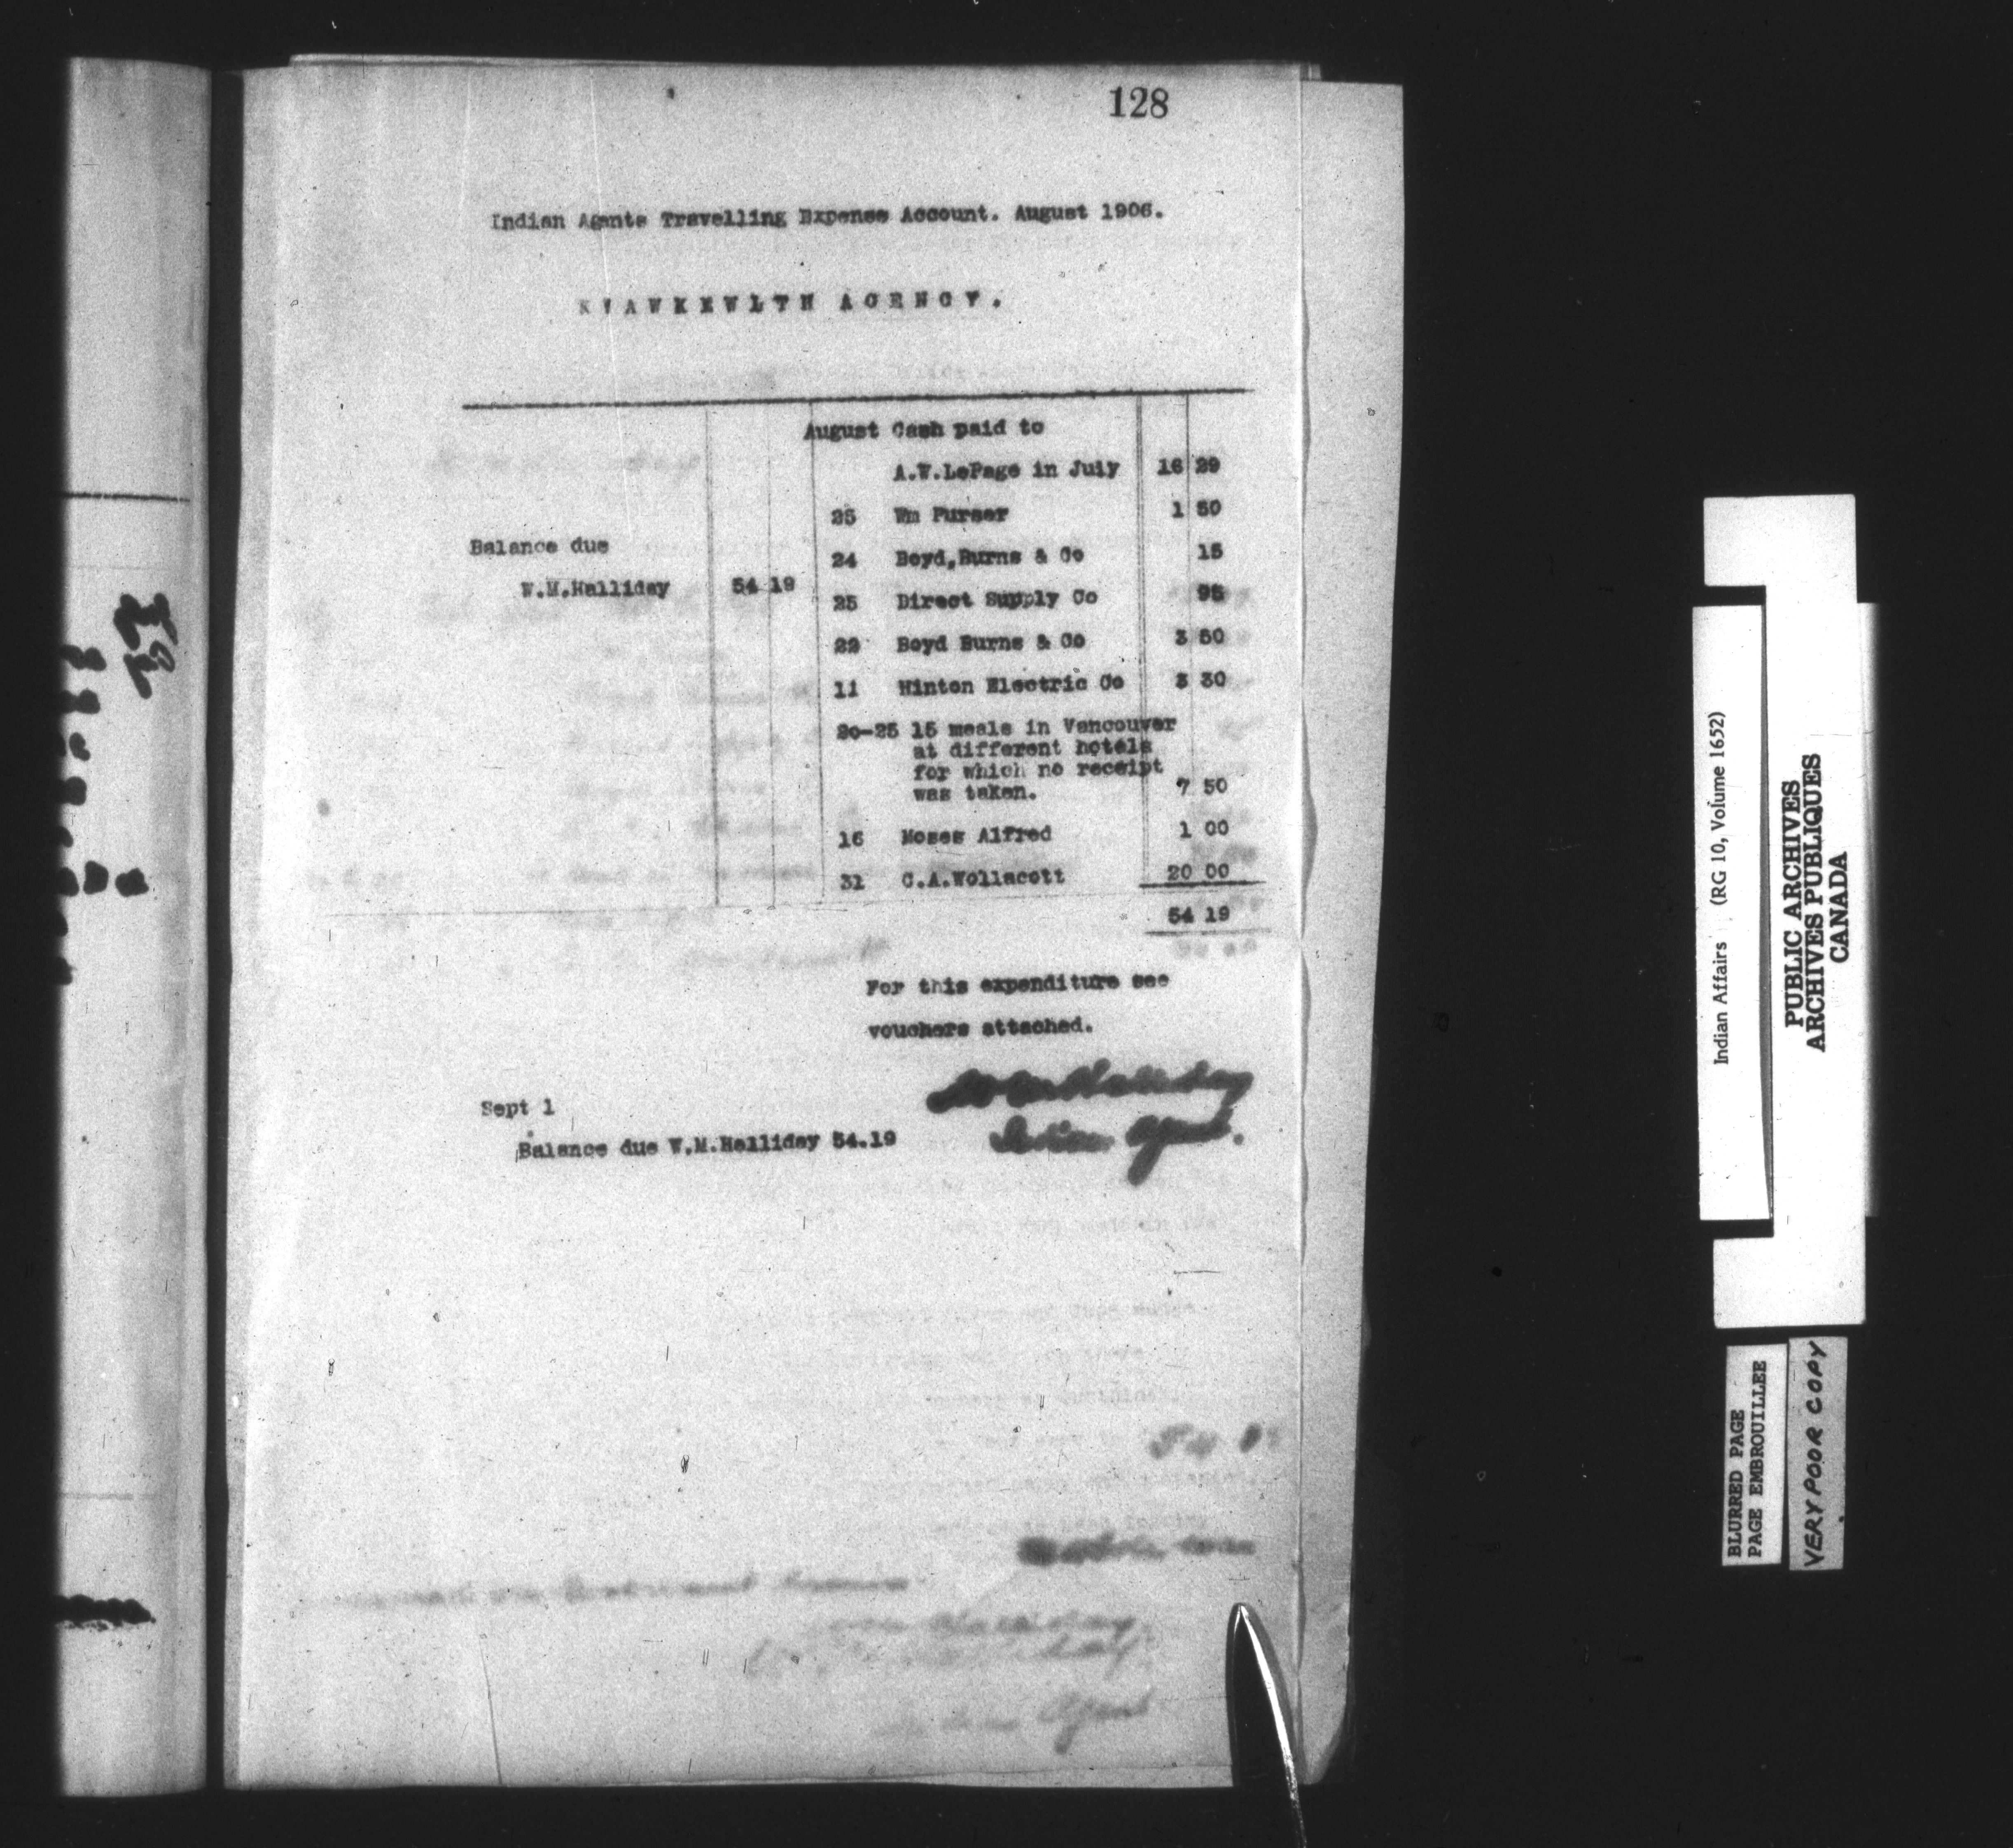 128
Indian Agents Travelling Expense Account. August 1906.
KWAWKEWLTH AGENCY.
August Cash paid to
A.W.LePage in July 16 29
25 Wm Purser 1 50
Balance due
24 Boyd,Burns & Co 15
W.M.Halliday 54 19
25 Direct Supply Co 95
22 Boyd Burns & Co 3 50
11 Hinton Electric Co 3 30
20-25 15 meals in Vancouver
at different hotels
for which no receipt
was taken. 7 50
16 Moses Alfred 1 00
31 C.A.Wollacott 20 00
54 19
For this expenditure see
vouchers attached.
W M Halliday
Indian Agent.
Sept 1
Balance due W.M.Halliday 54.19
Indian Affairs (RG 10, Volume 1652)
PUBLIC ARCHIVES
ARCHIVES PUBLIQUES
CANADA
BLURRED PAGE
PAGE EMBROUILLEE
VERY POOR COPY